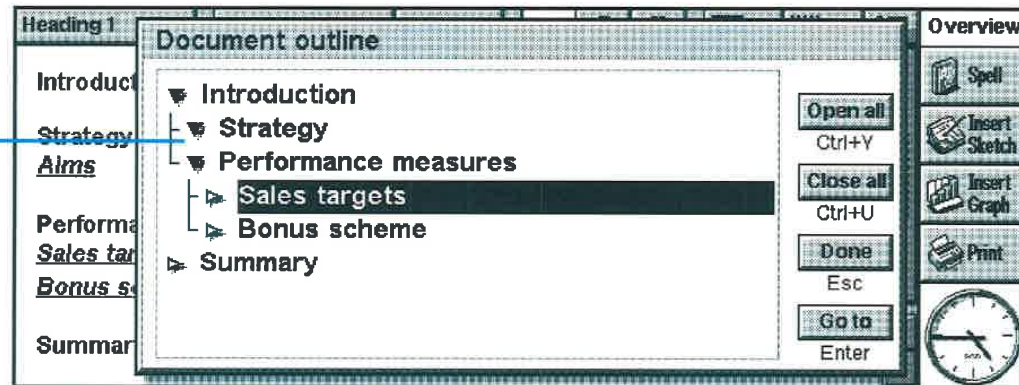 Heading 1
Document outline
Overview
Introduct
Introduction
Strategy
Strategy
Aims
Performance measures
Sales targets
Bonus scheme
Summary
Performa
Sales tar
Bonus s
Summar
Open all
Ctrl+Y
Close all
Ctrl+U
Done
Esc
Go to
Enter
Spell
Insert
Sketch
Insert
Graph
Print